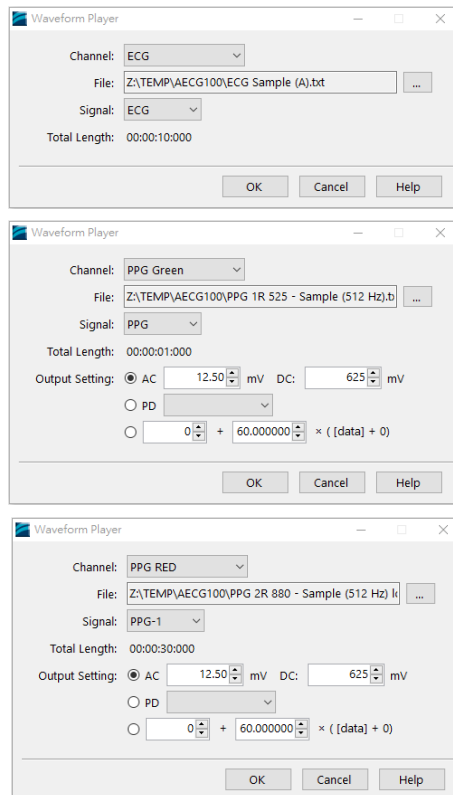 Waveform Player
Channel: ECG
File: Z:\TEMP\AECG100\ECG Sample (A).txt ...
Signal: ECG
Total Length: 00:00:10:000
OK Cancel Help
Waveform Player
Channel: PPG Green
File: Z:\TEMP\AECG100\PPG 1R 525 - Sample (512 Hz).t ...
Signal: PPG
Total Length: 00:00:01:000
Output Setting: AC 12.50 mV DC: 625 mV
PD
0 + 60.000000 × ( [data] + 0)
OK Cancel Help
Waveform Player
Channel: PPG RED
File: Z:\TEMP\AECG100\PPG 2R 880 - Sample (512 Hz) ...
Signal: PPG-1
Total Length: 00:00:30:000
Output Setting: AC 12.50 mV DC: 625 mV
PD
0 + 60.000000 × ( [data] + 0)
OK Cancel Help